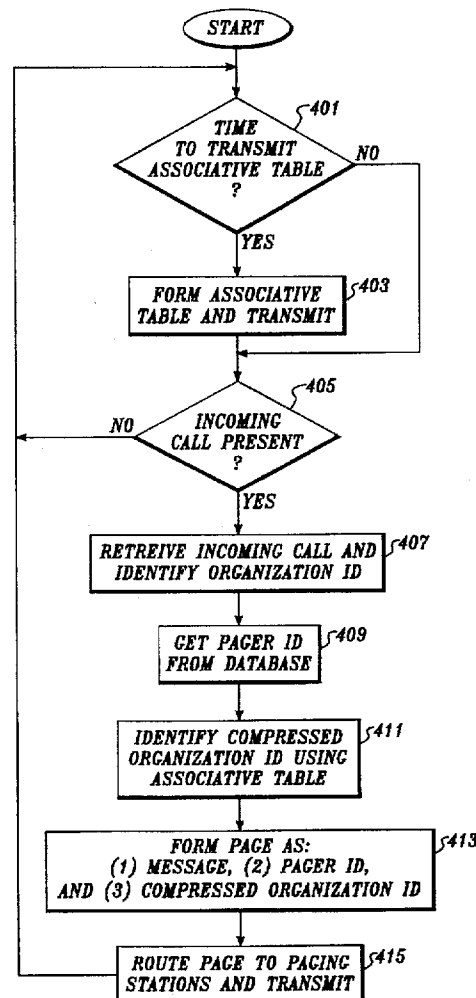 START
401
TIME
TO TRANSMIT
ASSOCIATIVE TABLE
?
NO
YES
FORM ASSOCIATIVE
TABLE AND TRANSMIT
403
405
INCOMING
CALL PRESENT
?
NO
YES
RETREIVE INCOMING CALL AND
IDENTIFY ORGANIZATION ID
407
GET PAGER ID
FROM DATABASE
409
IDENTIFY COMPRESSED
ORGANIZATION ID USING
ASSOCIATIVE TABLE
411
FORM PAGE AS:
(1) MESSAGE, (2) PAGER ID,
AND (3) COMPRESSED ORGANIZATION ID
413
ROUTE PAGE TO PAGING
STATIONS AND TRANSMIT
415